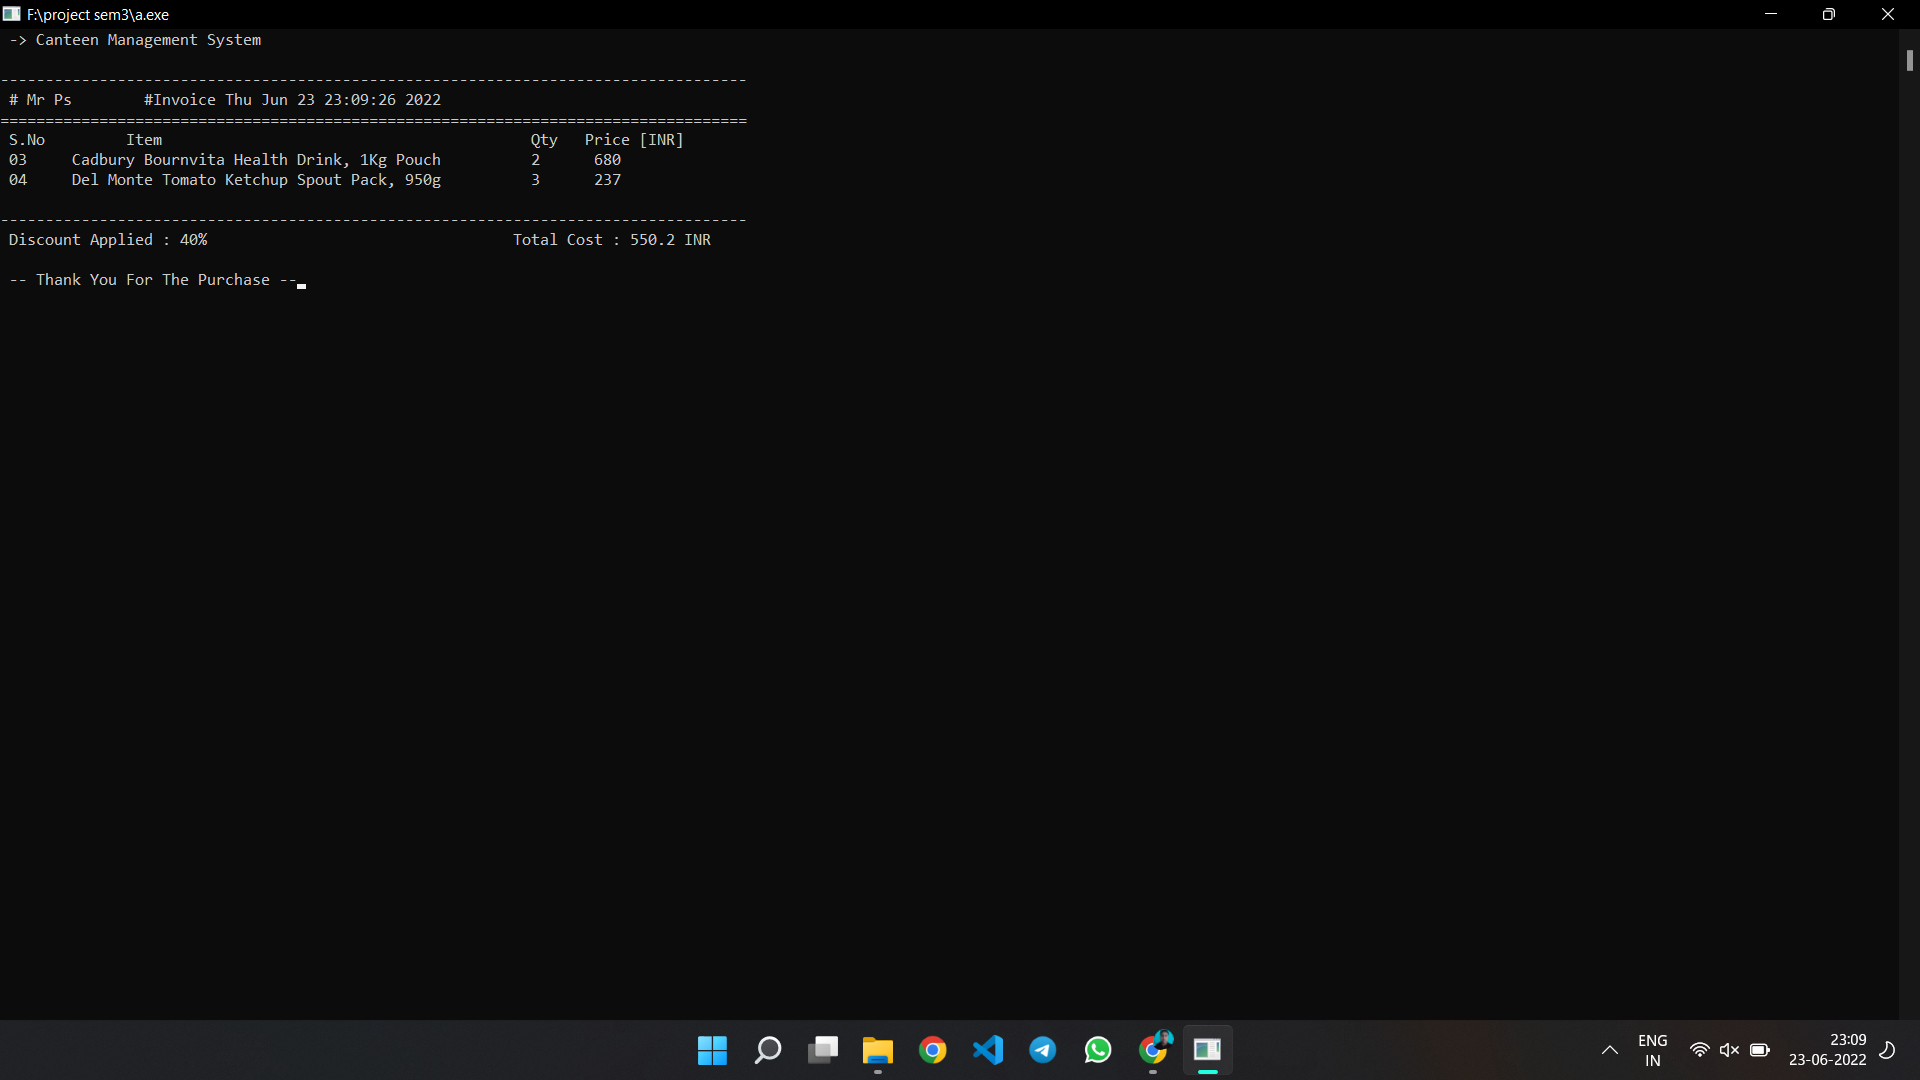 F:\project sem3\a.exe
-> Canteen Management System
-----------------------------------------------------------------------------------
# Mr Ps        #Invoice Thu Jun 23 23:09:26 2022
===================================================================================
S.No         Item                                         Qty   Price [INR]
03     Cadbury Bournvita Health Drink, 1Kg Pouch          2      680
04     Del Monte Tomato Ketchup Spout Pack, 950g          3      237
-----------------------------------------------------------------------------------
Discount Applied : 40%                                  Total Cost : 550.2 INR
-- Thank You For The Purchase --
ENG
IN
23:09
23-06-2022